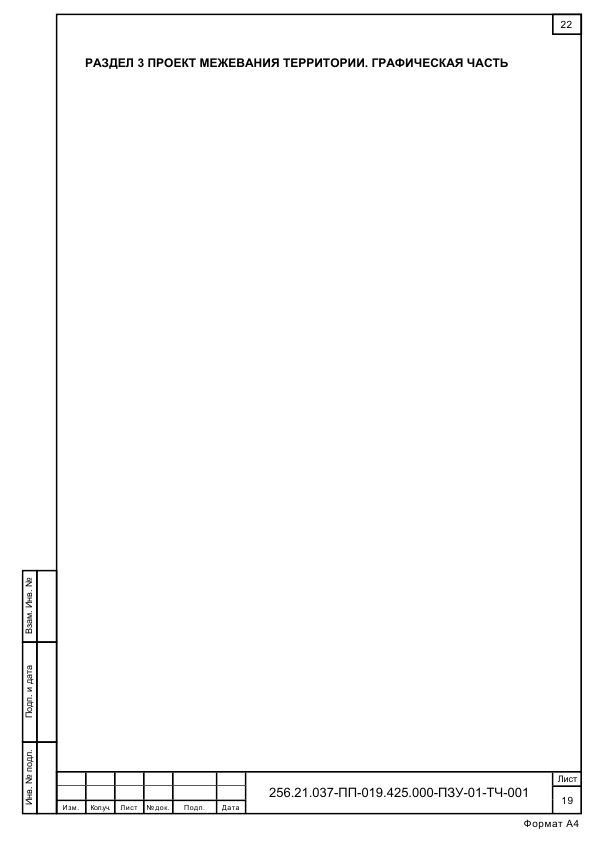 22
РАЗДЕЛ 3 ПРОЕКТ МЕЖЕВАНИЯ ТЕРРИТОРИИ. ГРАФИЧЕСКАЯ ЧАСТЬ
Взам. Инв. №
Подп. и дата
Инв. № подл.
Изм. Кол.уч. Лист №док. Подп. Дата
256.21.037-ПП-019.425.000-ПЗУ-01-ТЧ-001
Лист
19
Формат А4